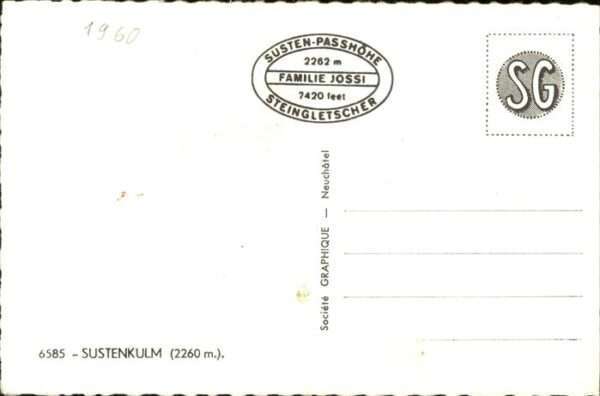 1960
SUSTEN-PASSHÖHE
2262 m
FAMILIE JOSSI
7420 feet
STEINGLETSCHER
SG
Société GRAPHIQUE — Neuchâtel
6585 - SUSTENKULM (2260 m.).